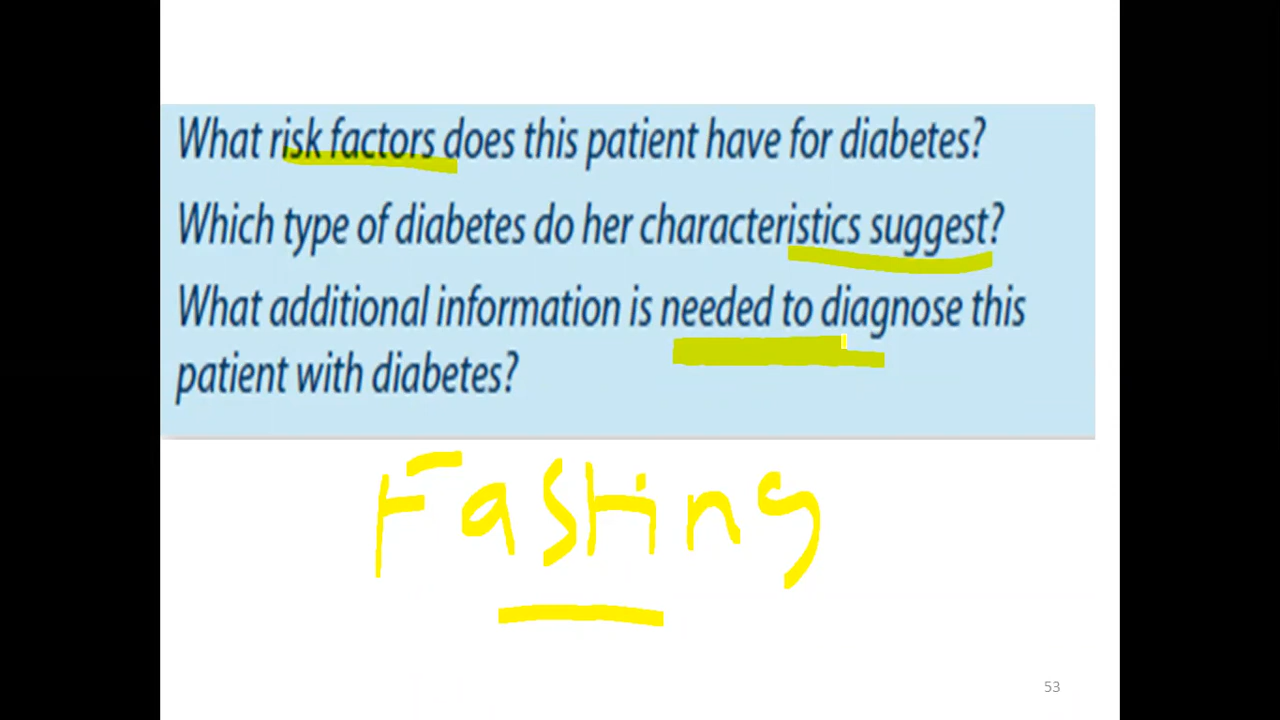 What risk factors does this patient have for diabetes?
Which type of diabetes do her characteristics suggest?
What additional information is needed to diagnose this
patient with diabetes?
Fasting
53